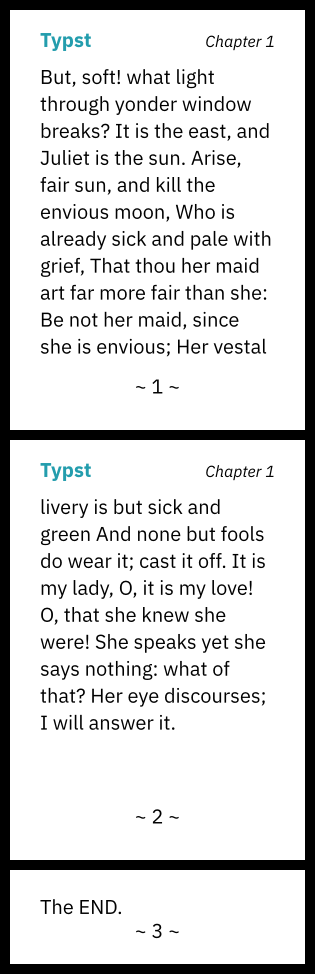 Typst Chapter 1
But, soft! what light
through yonder window
breaks? It is the east, and
Juliet is the sun. Arise,
fair sun, and kill the
envious moon, Who is
already sick and pale with
grief, That thou her maid
art far more fair than she:
Be not her maid, since
she is envious; Her vestal
~ 1 ~
Typst Chapter 1
livery is but sick and
green And none but fools
do wear it; cast it off. It is
my lady, O, it is my love!
O, that she knew she
were! She speaks yet she
says nothing: what of
that? Her eye discourses;
I will answer it.
~ 2 ~
The END.
~ 3 ~